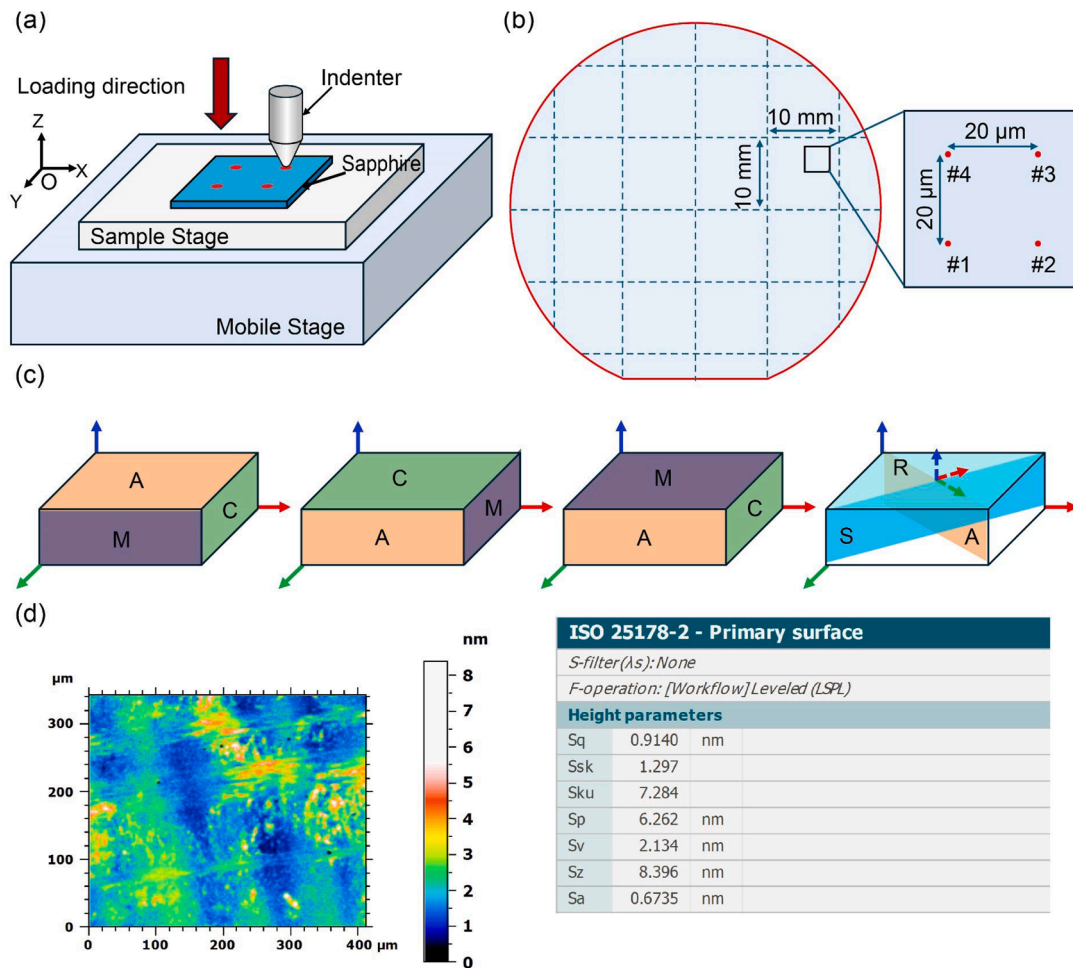 (a)
Loading direction
Indenter
Z
X
O
Y
Sapphire
Sample Stage
Mobile Stage
(b)
10 mm
10 mm
20 μm
20 μm
#4
#3
#1
#2
(c)
A
M
C
C
A
M
M
A
C
R
S
A
(d)
nm
μm
8
7
6
5
4
3
2
1
0
300
200
100
0
0
100
200
300
400
μm
ISO 25178-2 - Primary surface
S-filter(λs): None
F-operation: [Workflow] Leveled (LSPL)
Height parameters
Sq 0.9140 nm
Ssk 1.297
Sku 7.284
Sp 6.262 nm
Sv 2.134 nm
Sz 8.396 nm
Sa 0.6735 nm